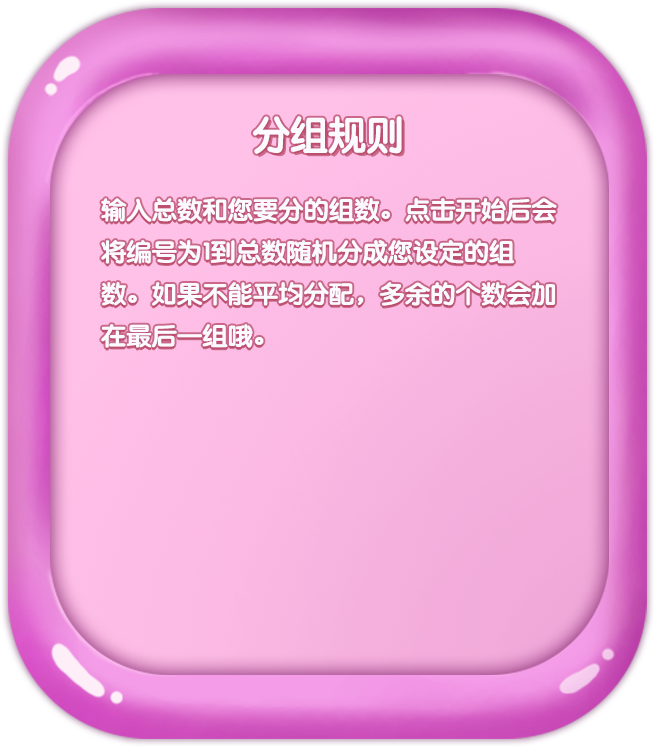 分组规则
输入总数和您要分的组数。点击开始后会
将编号为1到总数随机分成您设定的组
数。如果不能平均分配，多余的个数会加
在最后一组哦。